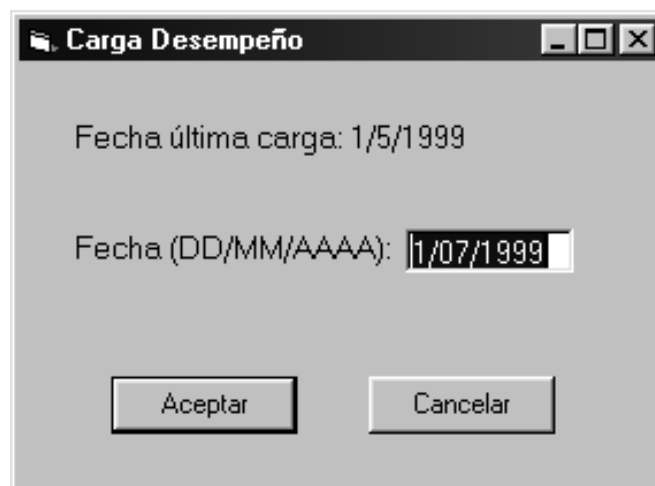 Carga Desempeño
Fecha última carga: 1/5/1999
Fecha (DD/MM/AAAA): 1/07/1999
Aceptar Cancelar